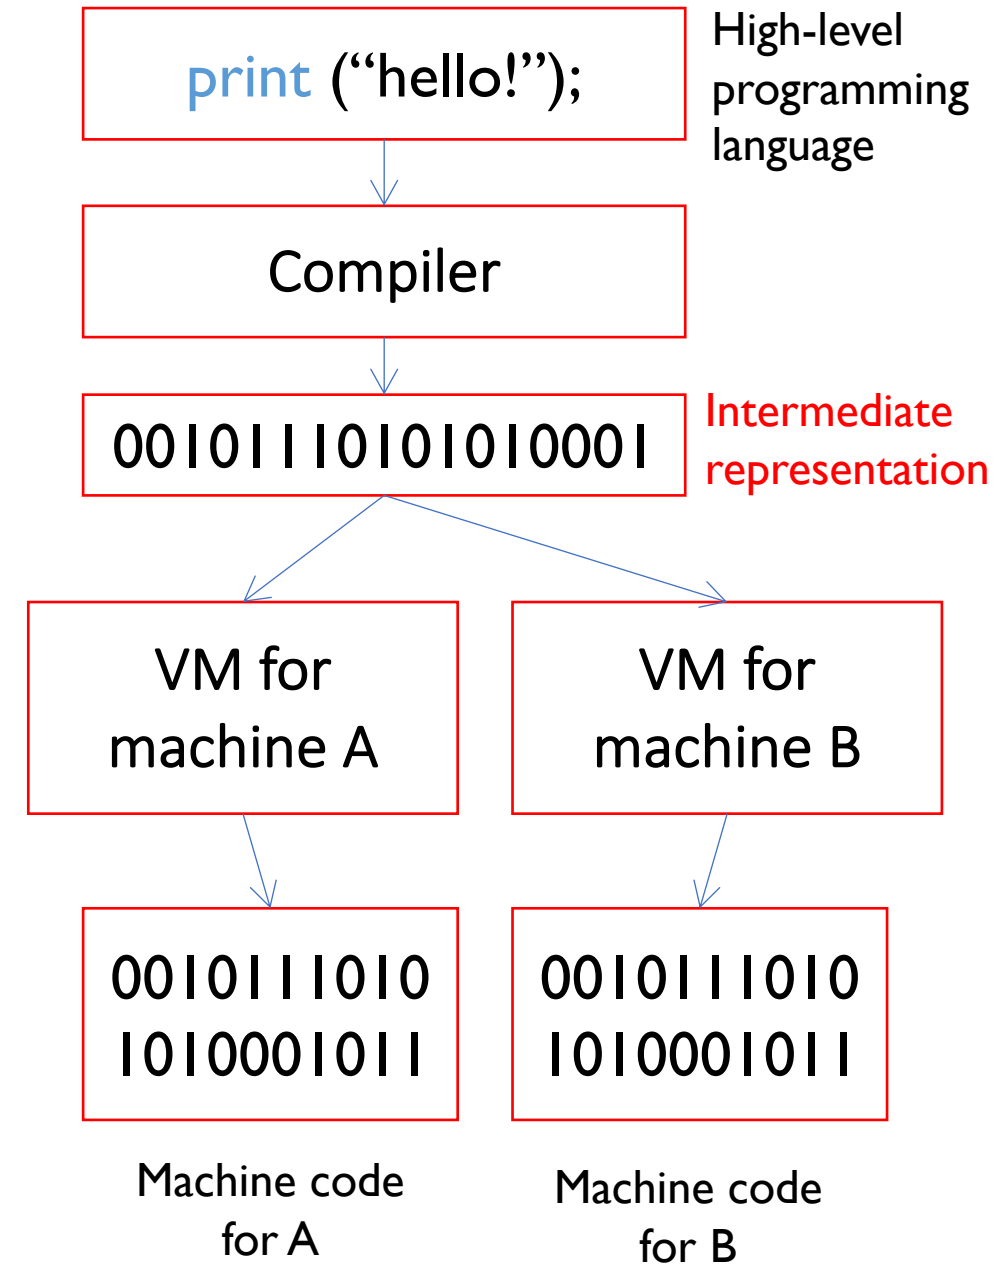 print (“hello!”);
High-level
programming
language
Compiler
0010111010101010001
Intermediate
representation
VM for
machine A
VM for
machine B
0010111010
1010001011
0010111010
1010001011
Machine code
for A
Machine code
for B